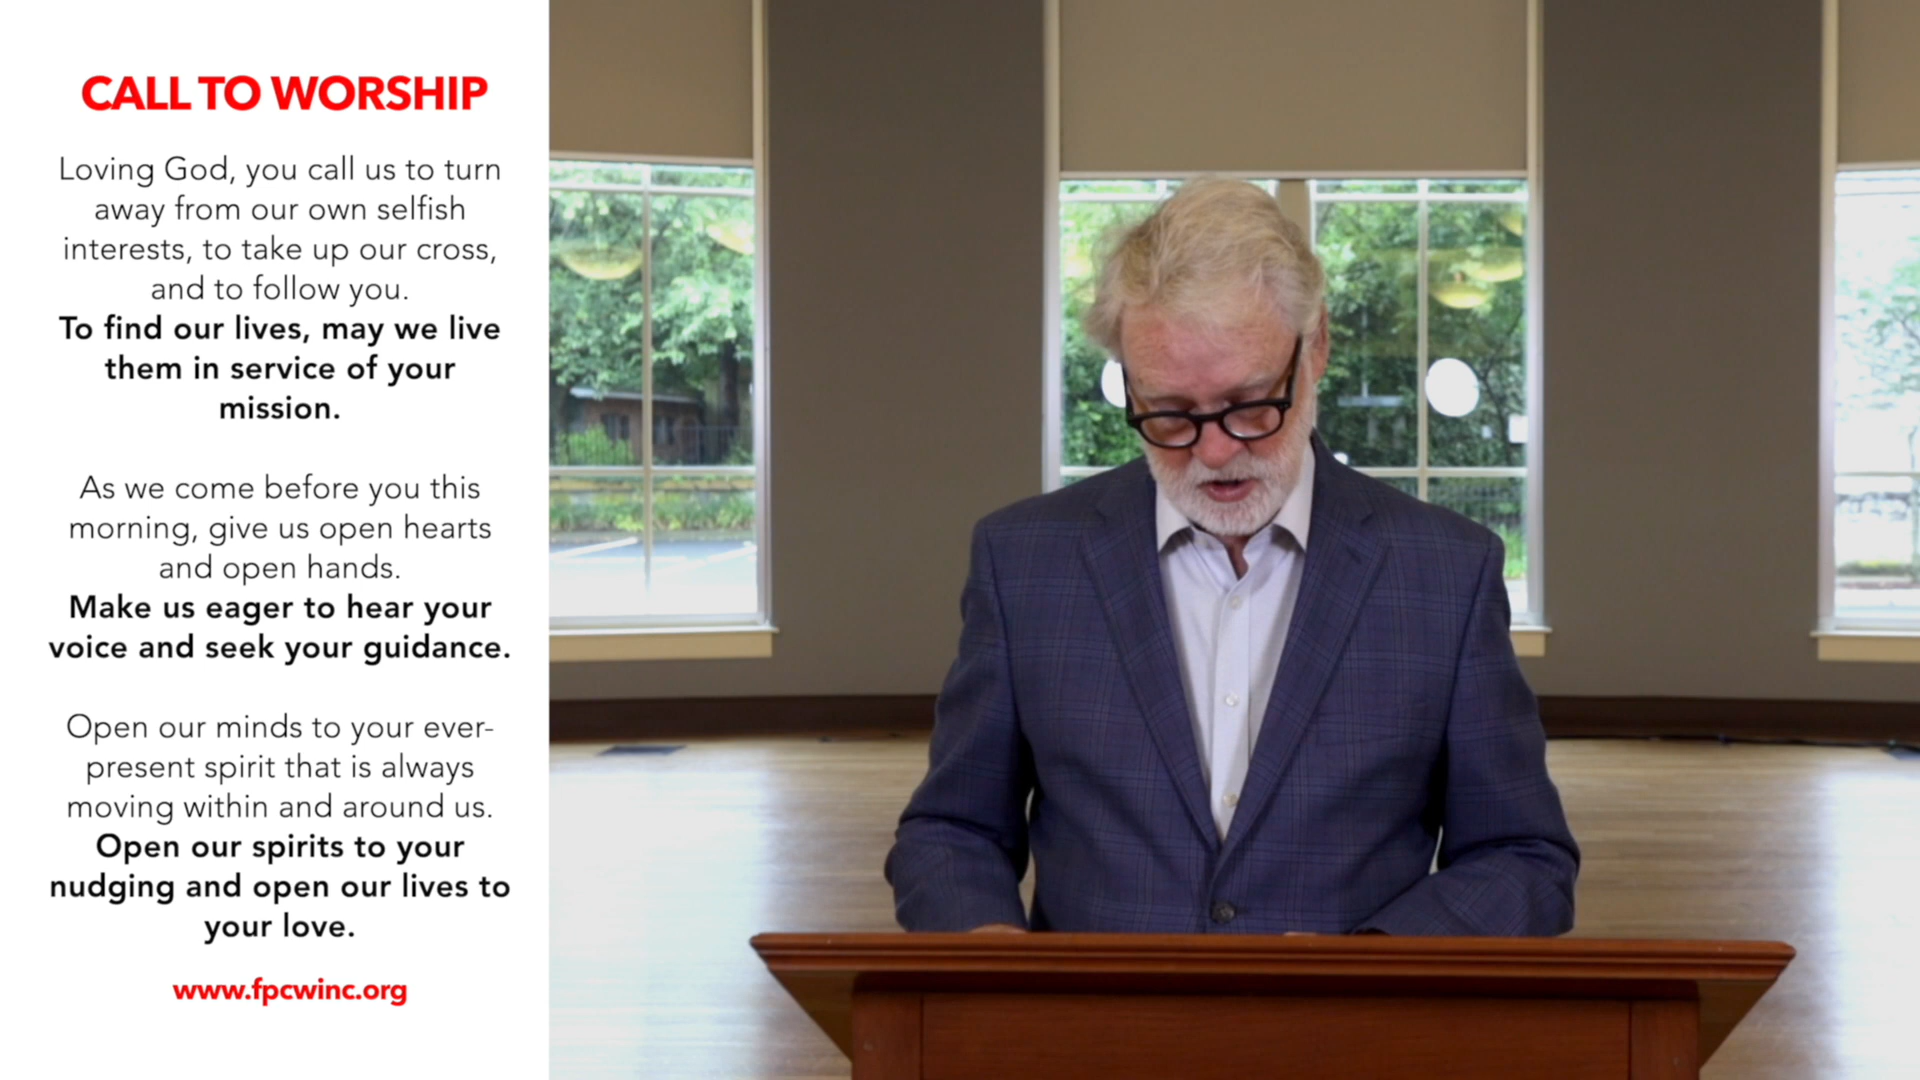 CALL TO WORSHIP
Loving God, you call us to turn
away from our own selfish
interests, to take up our cross,
and to follow you.
To find our lives, may we live
them in service of your
mission.
As we come before you this
morning, give us open hearts
and open hands.
Make us eager to hear your
voice and seek your guidance.
Open our minds to your ever-
present spirit that is always
moving within and around us.
Open our spirits to your
nudging and open our lives to
your love.
www.fpcwinc.org